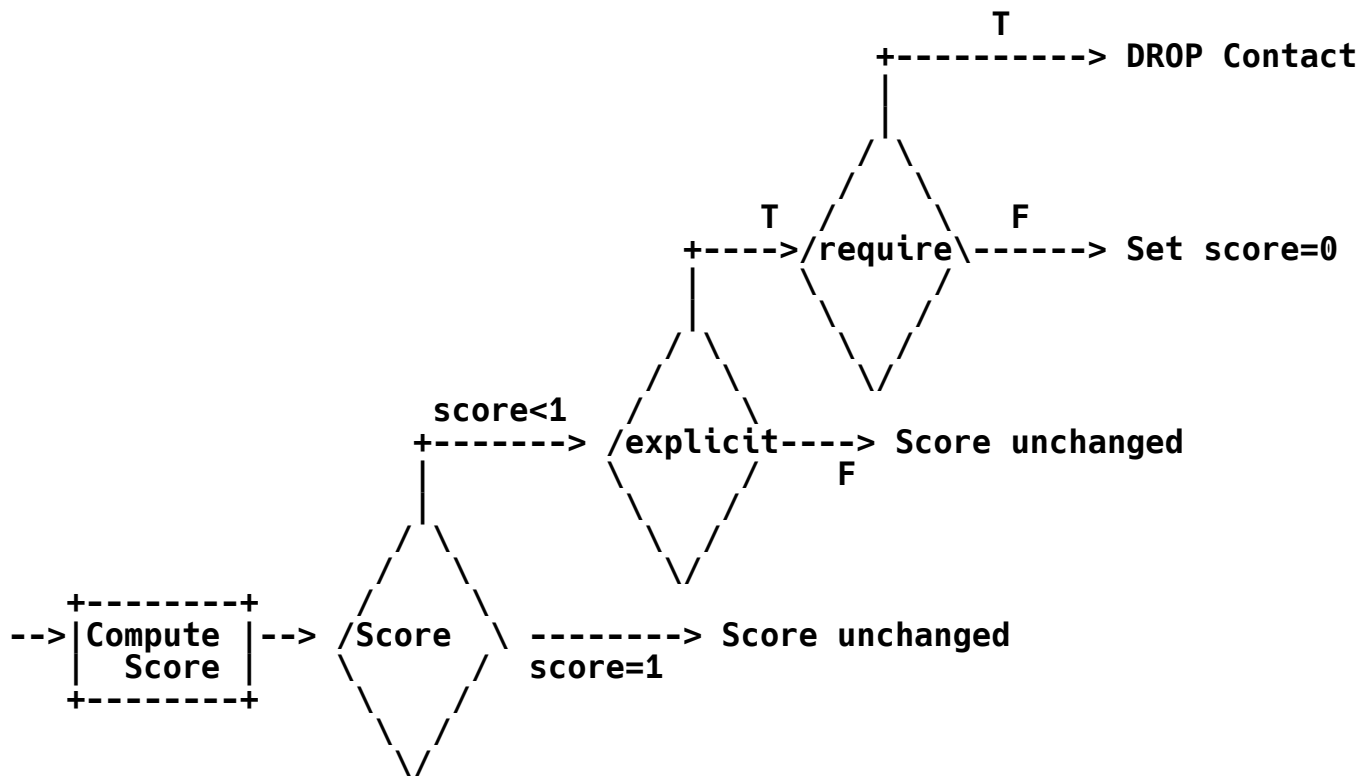 T
+----------> DROP Contact
|
|
/ \
/ \
T / \ F
+---->/require\------> Set score=0
| \ /
| \ /
/ \ \ /
/ \ \/
score<1 / \
+-------> /explicit----> Score unchanged
| \ / F
| \ /
/ \ \ /
/ \ \/
+--------+ / \
-->|Compute |--> /Score \ --------> Score unchanged
| Score | \ / score=1
+--------+ \ /
\ /
\/